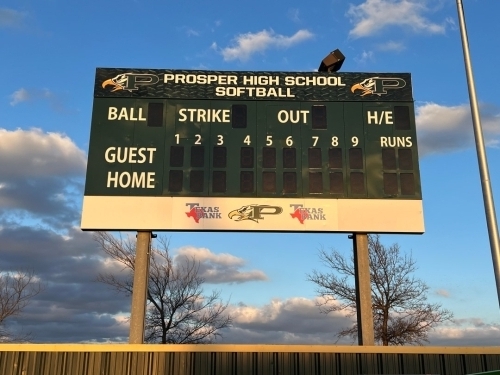 P PROSPER HIGH SCHOOL P
SOFTBALL
BALL STRIKE OUT H/E
1 2 3 4 5 6 7 8 9 RUNS
GUEST
HOME
TEXAS BANK P TEXAS BANK